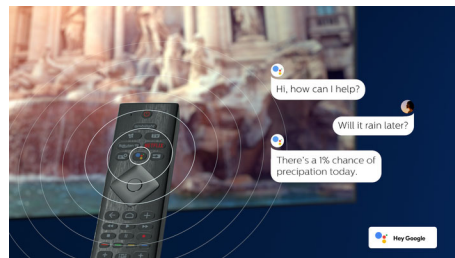 Hi, how can I help?
Will it rain later?
There's a 1% chance of
precipation today.
Hey Google